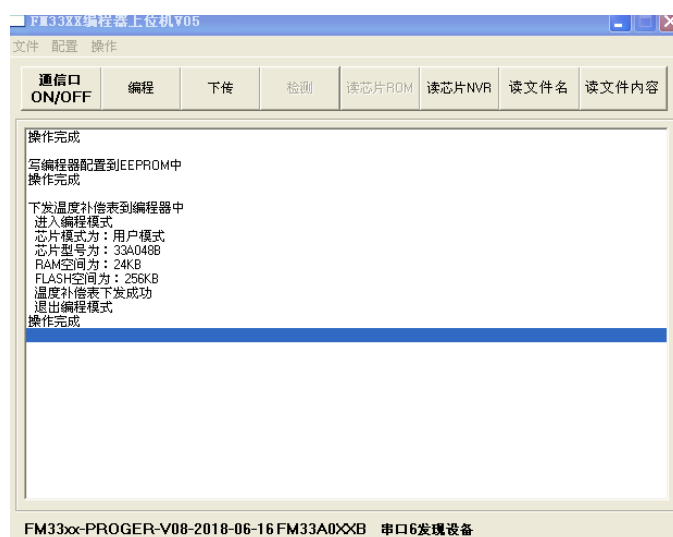 FM33XX编程器上位机V05
文件 配置 操作
通信口 ON/OFF 编程 下传 检测 读芯片ROM 读芯片NVR 读文件名 读文件内容
操作完成
写编程器配置到EEPROM中
操作完成
下发温度补偿表到编程器中
进入编程模式
芯片模式为：用户模式
芯片型号为：33A048B
RAM空间为：24KB
FLASH空间为：256KB
温度补偿表下发成功
退出编程模式
操作完成
FM33xx-PROGER-V08-2018-06-16 FM33A0XXB 串口6发现设备